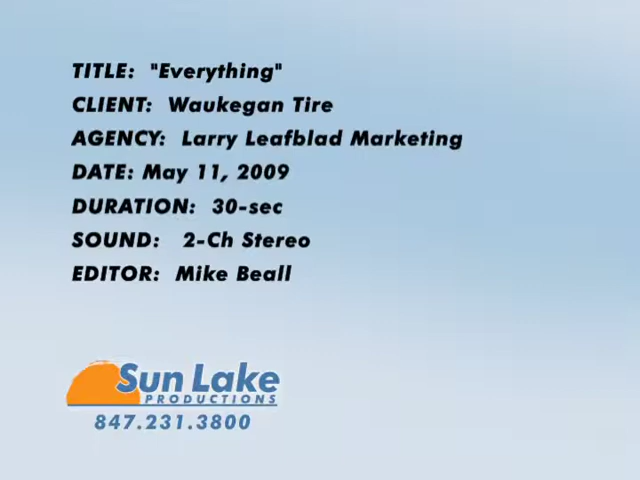 TITLE: "Everything"
CLIENT: Waukegan Tire
AGENCY: Larry Leafblad Marketing
DATE: May 11, 2009
DURATION: 30-sec
SOUND: 2-Ch Stereo
EDITOR: Mike Beall
Sun Lake
PRODUCTIONS
847.231.3800